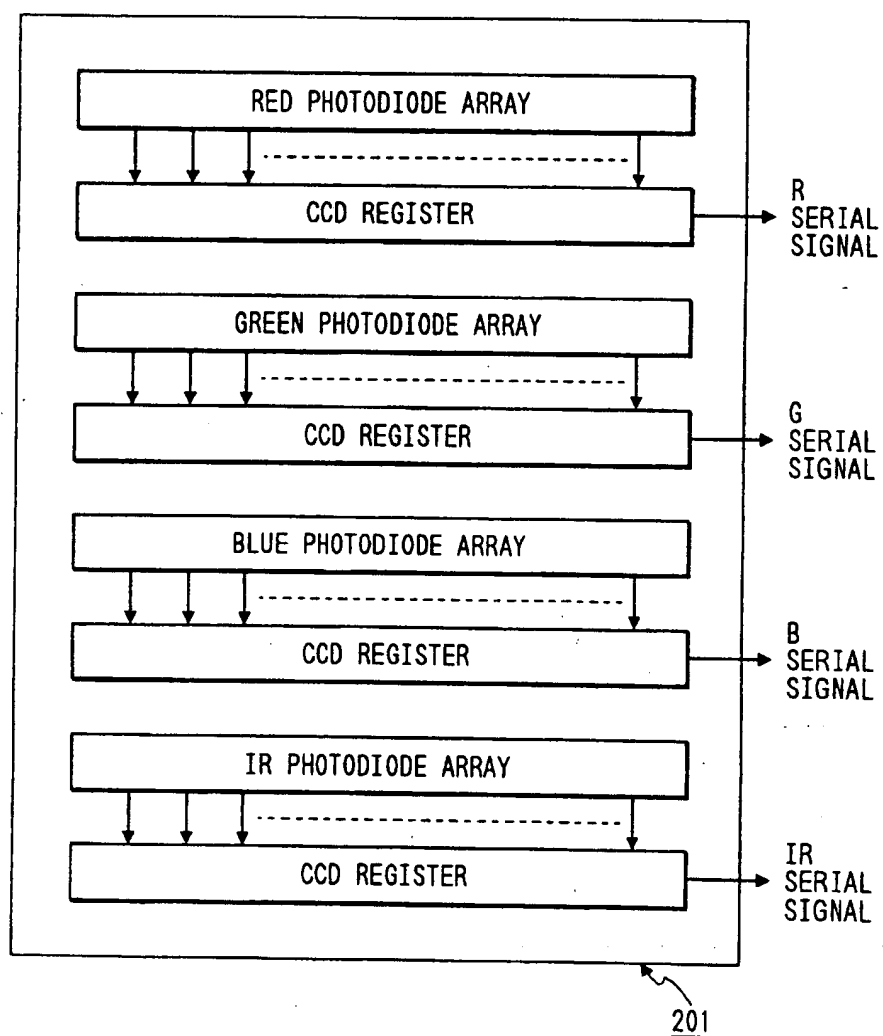 RED PHOTODIODE ARRAY
CCD REGISTER
R
SERIAL
SIGNAL
GREEN PHOTODIODE ARRAY
CCD REGISTER
G
SERIAL
SIGNAL
BLUE PHOTODIODE ARRAY
CCD REGISTER
B
SERIAL
SIGNAL
IR PHOTODIODE ARRAY
CCD REGISTER
IR
SERIAL
SIGNAL
201